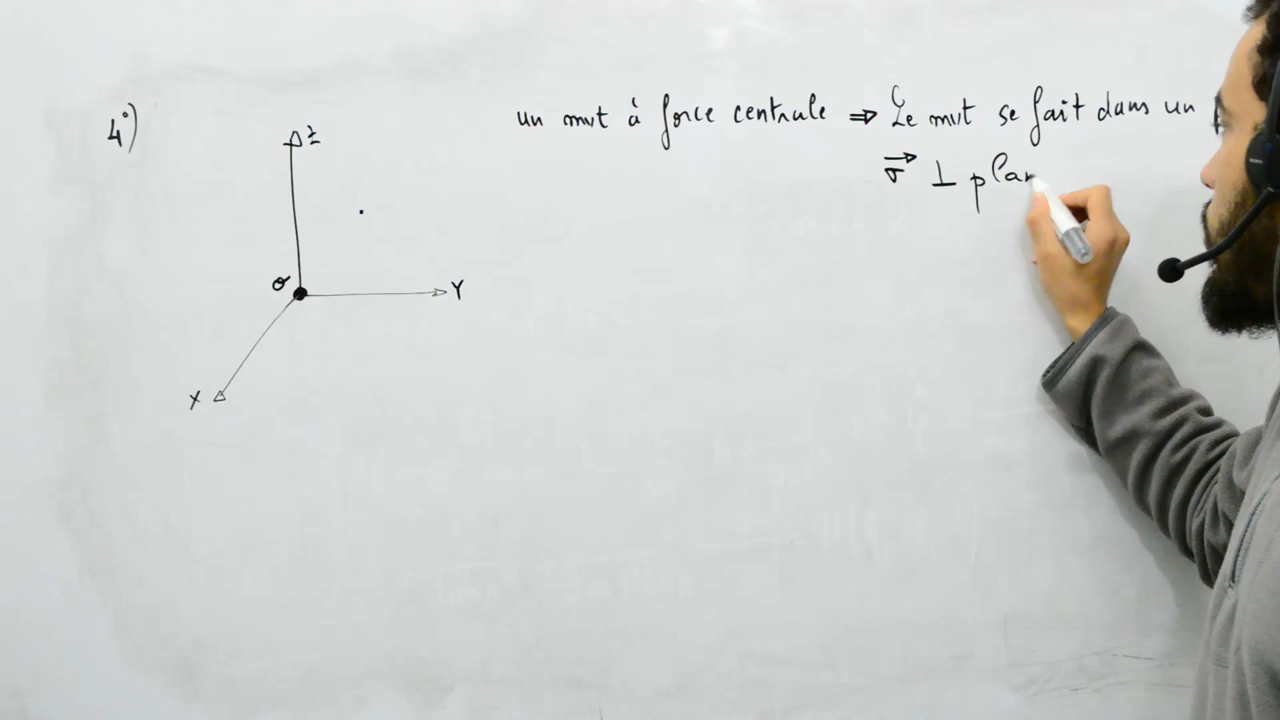 4°)
un mvt à force centrale ⇒ Le mvt se fait dans un
σ⃗ ⊥ plan
Z
O
Y
X